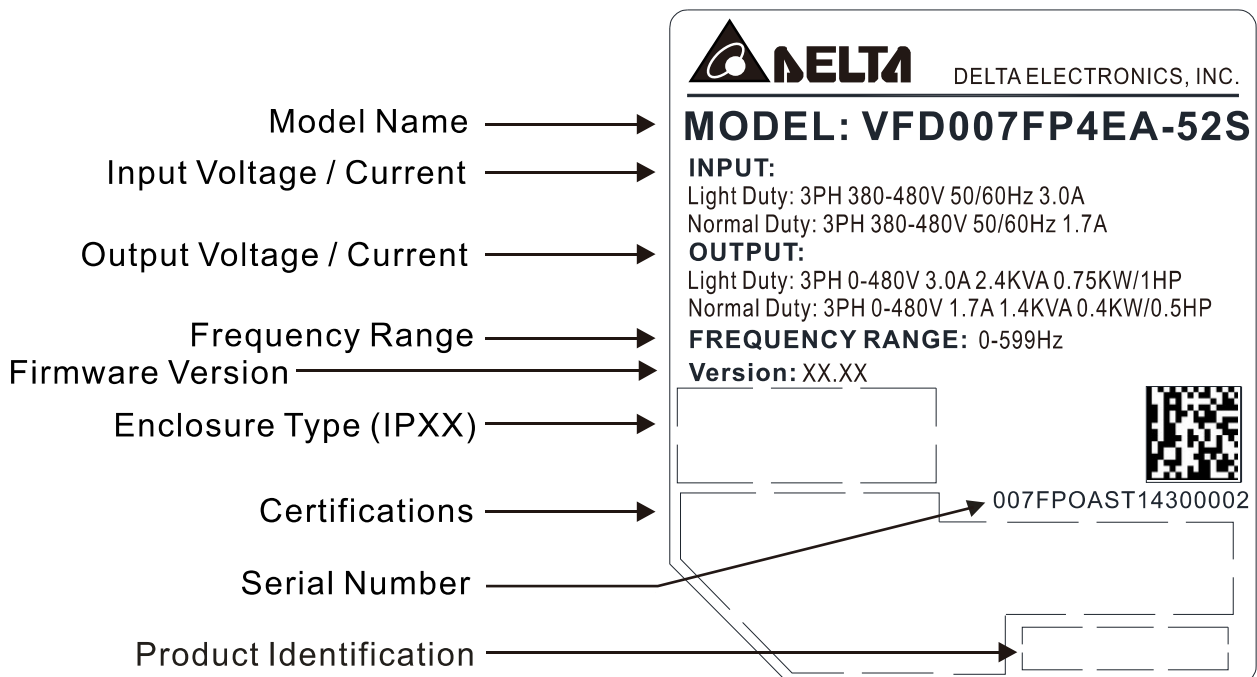 DELTA
DELTA ELECTRONICS, INC.
Model Name
MODEL: VFD007FP4EA-52S
Input Voltage / Current
INPUT:
Light Duty: 3PH 380-480V 50/60Hz 3.0A
Normal Duty: 3PH 380-480V 50/60Hz 1.7A
Output Voltage / Current
OUTPUT:
Light Duty: 3PH 0-480V 3.0A 2.4KVA 0.75KW/1HP
Normal Duty: 3PH 0-480V 1.7A 1.4KVA 0.4KW/0.5HP
Frequency Range
FREQUENCY RANGE: 0-599Hz
Firmware Version
Version: XX.XX
Enclosure Type (IPXX)
Certifications
007FPOAST14300002
Serial Number
Product Identification